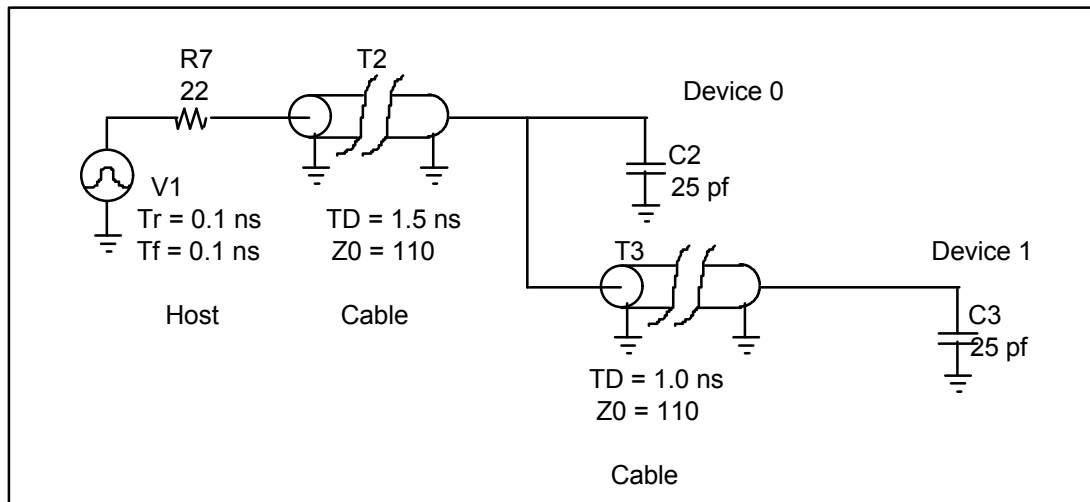 R7
22
T2
Device 0
C2
25 pf
V1
Tr = 0.1 ns
Tf = 0.1 ns
TD = 1.5 ns
Z0 = 110
T3
Device 1
Host
Cable
C3
25 pf
TD = 1.0 ns
Z0 = 110
Cable